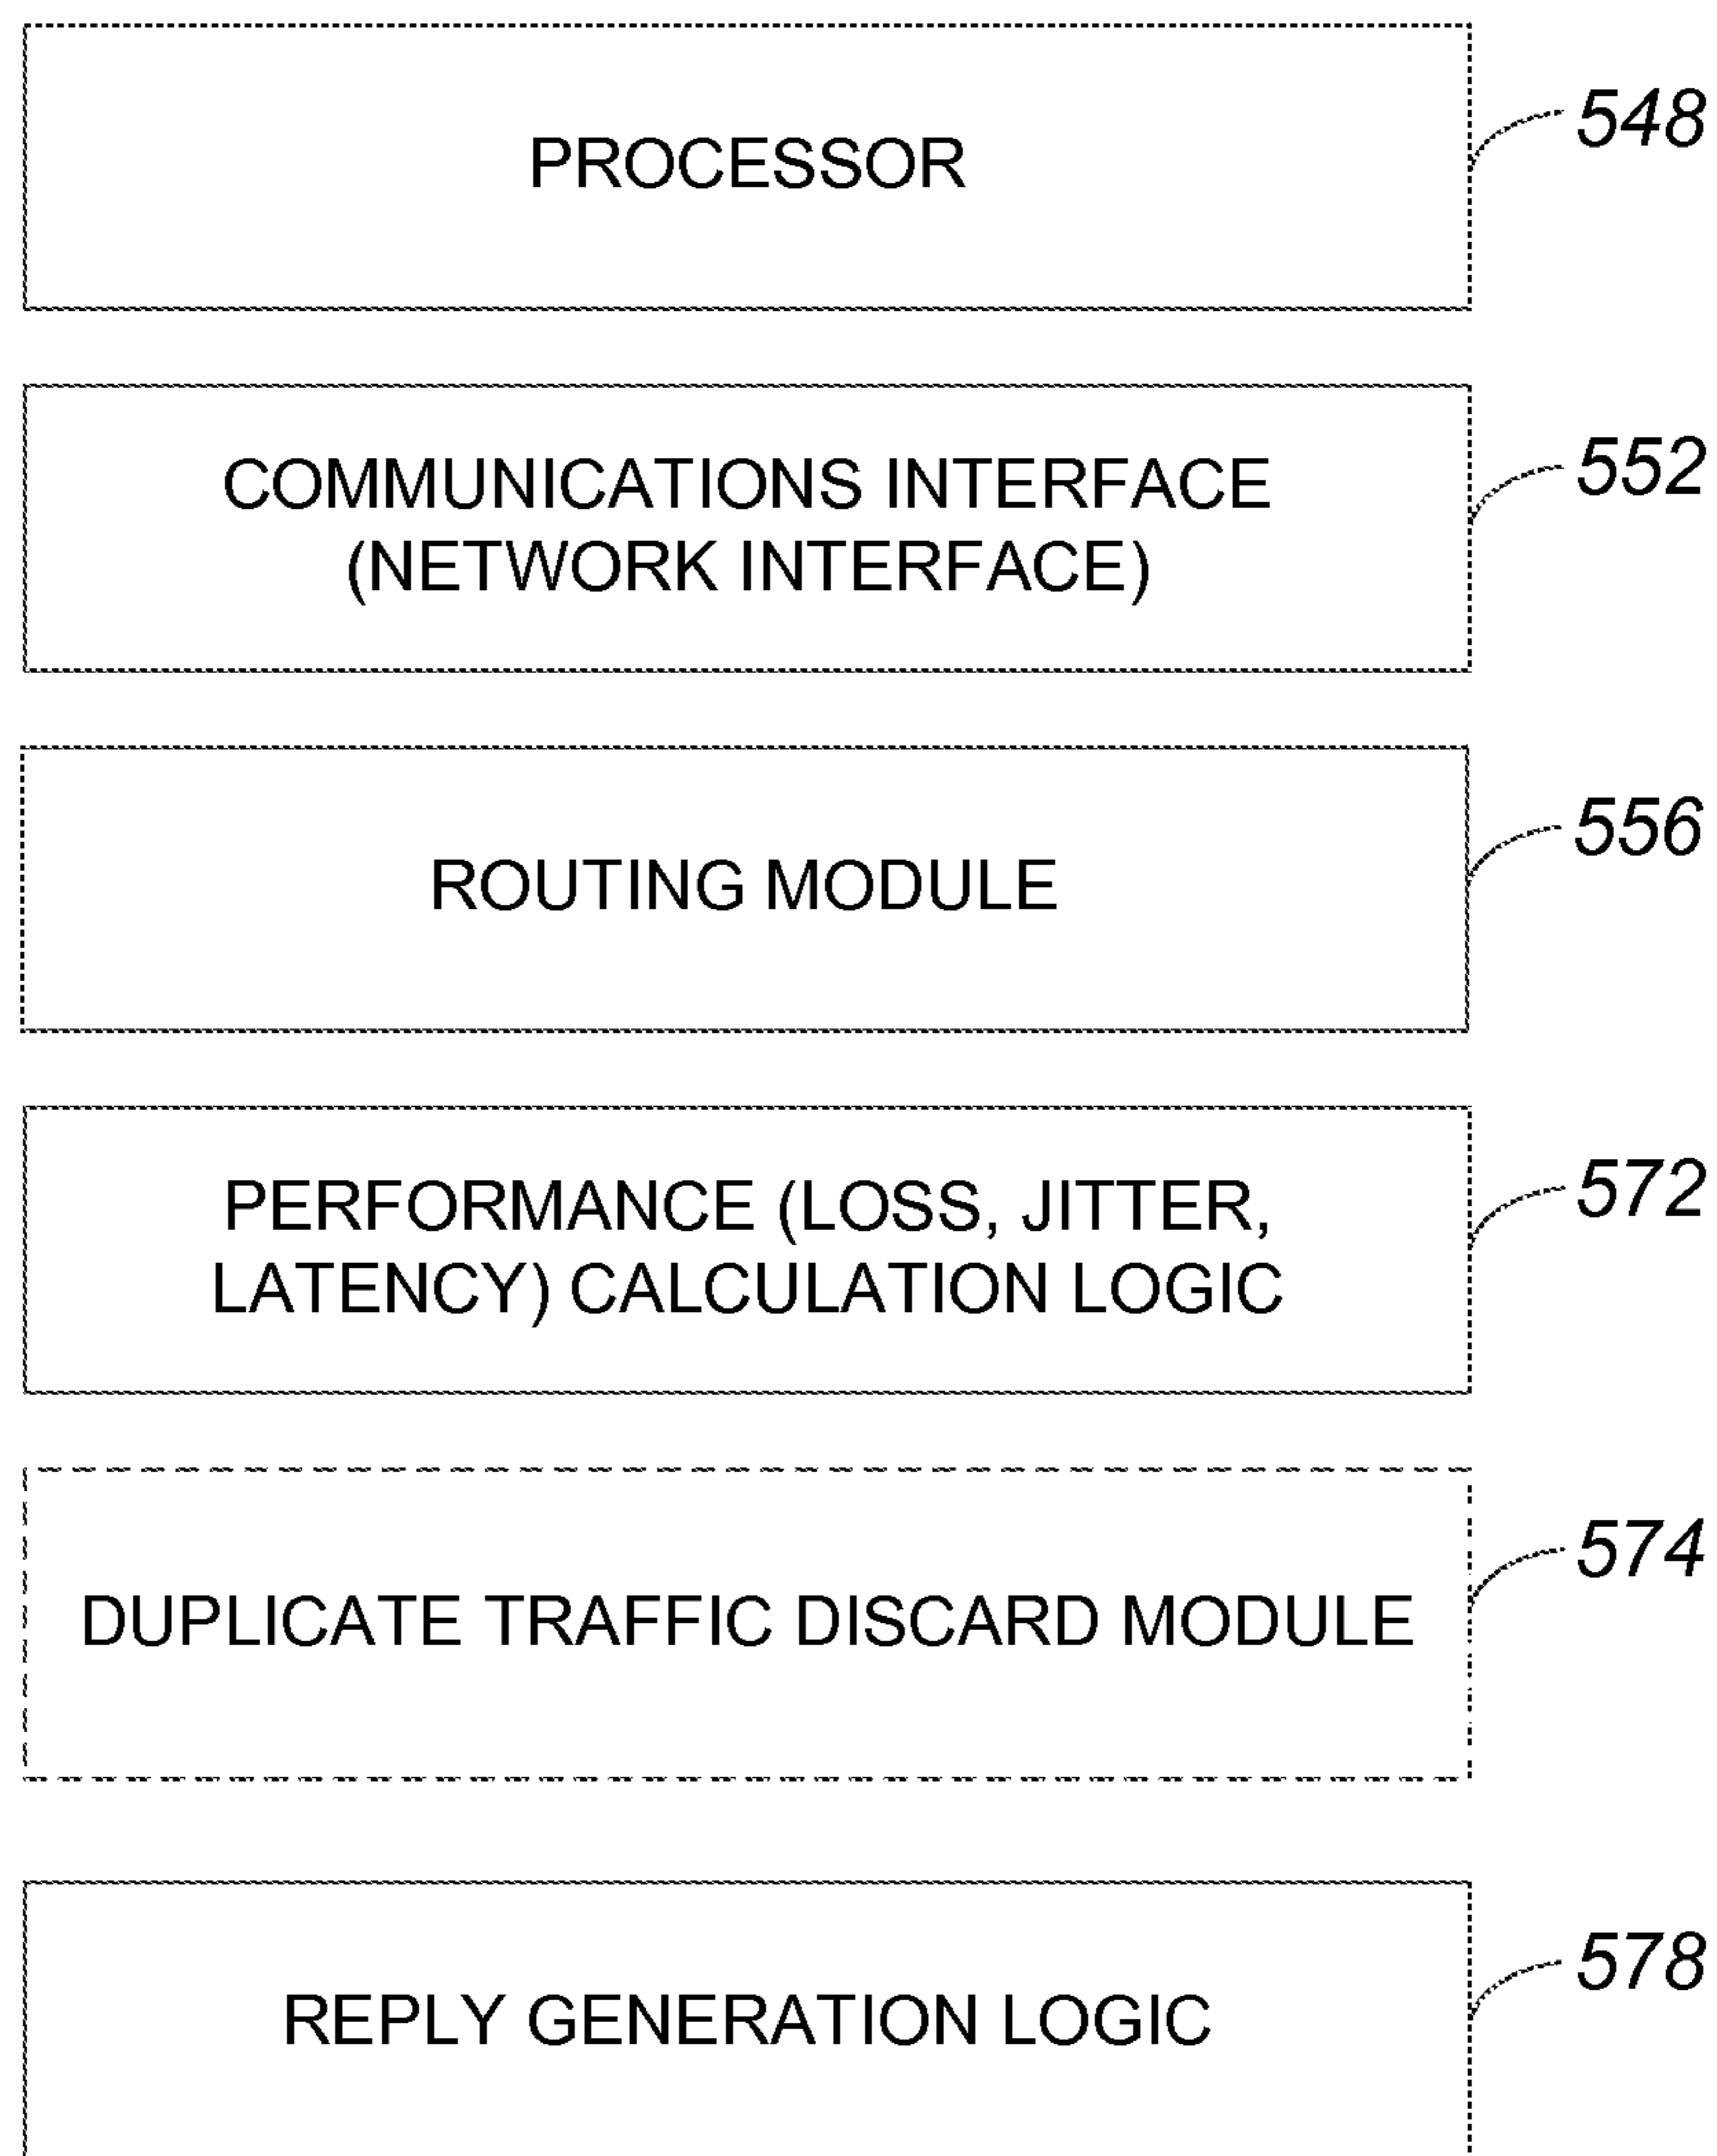 PROCESSOR
548
COMMUNICATIONS INTERFACE
(NETWORK INTERFACE)
552
ROUTING MODULE
556
PERFORMANCE (LOSS, JITTER,
LATENCY) CALCULATION LOGIC
572
DUPLICATE TRAFFIC DISCARD MODULE
574
REPLY GENERATION LOGIC
578